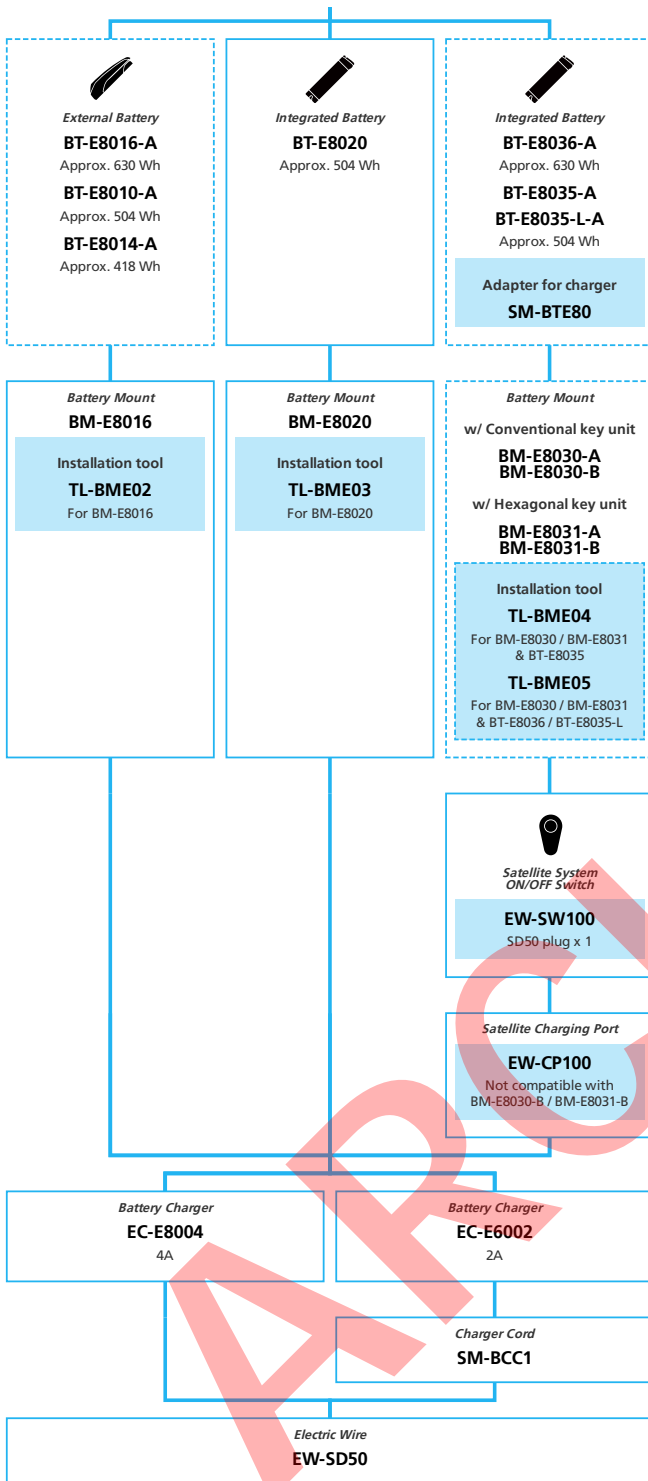 External Battery
BT-E8016-A
Approx. 630 Wh
BT-E8010-A
Approx. 504 Wh
BT-E8014-A
Approx. 418 Wh
Integrated Battery
BT-E8020
Approx. 504 Wh
Integrated Battery
BT-E8036-A
Approx. 630 Wh
BT-E8035-A
BT-E8035-L-A
Approx. 504 Wh
Adapter for charger
SM-BTE80
Battery Mount
BM-E8016
Installation tool
TL-BME02
For BM-E8016
Battery Mount
BM-E8020
Installation tool
TL-BME03
For BM-E8020
Battery Mount
w/ Conventional key unit
BM-E8030-A
BM-E8030-B
w/ Hexagonal key unit
BM-E8031-A
BM-E8031-B
Installation tool
TL-BME04
For BM-E8030 / BM-E8031
& BT-E8035
TL-BME05
For BM-E8030 / BM-E8031
& BT-E8036 / BT-E8035-L
Satellite System
ON/OFF Switch
EW-SW100
SD50 plug x 1
Satellite Charging Port
EW-CP100
Not compatible with
BM-E8030-B / BM-E8031-B
Battery Charger
EC-E8004
4A
Battery Charger
EC-E6002
2A
Charger Cord
SM-BCC1
Electric Wire
EW-SD50